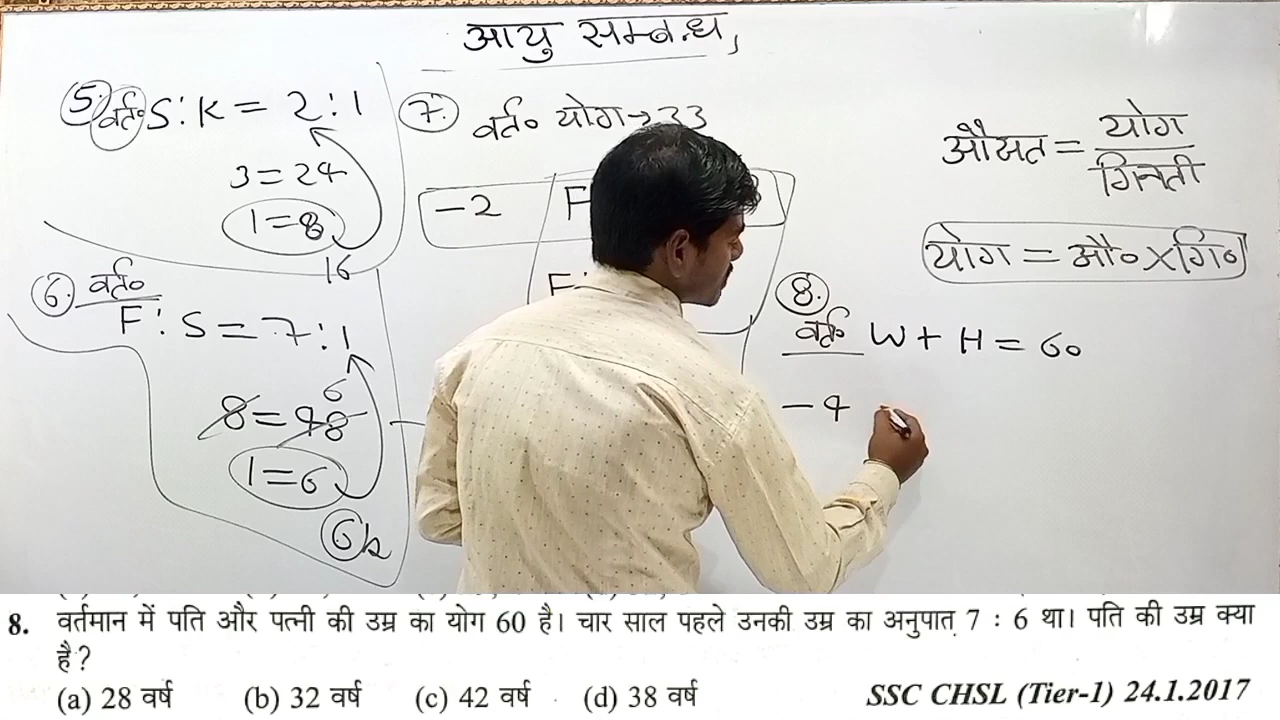 आयु सम्बन्ध,
5. वर्त० S : K = 2 : 1
3 = 24
1 = 8
16
6. वर्त०
F : S = 7 : 1
8 = 48 6
1 = 6
6 b
7. वर्त० योग → 33
-2 F
F :
औसत = योग / गिनती
योग = औ० × गि०
8.
वर्त० W + H = 60
-4
8. वर्तमान में पति और पत्नी की उम्र का योग 60 है। चार साल पहले उनकी उम्र का अनुपात 7 : 6 था। पति की उम्र क्या
है?
(a) 28 वर्ष (b) 32 वर्ष (c) 42 वर्ष (d) 38 वर्ष SSC CHSL (Tier-1) 24.1.2017